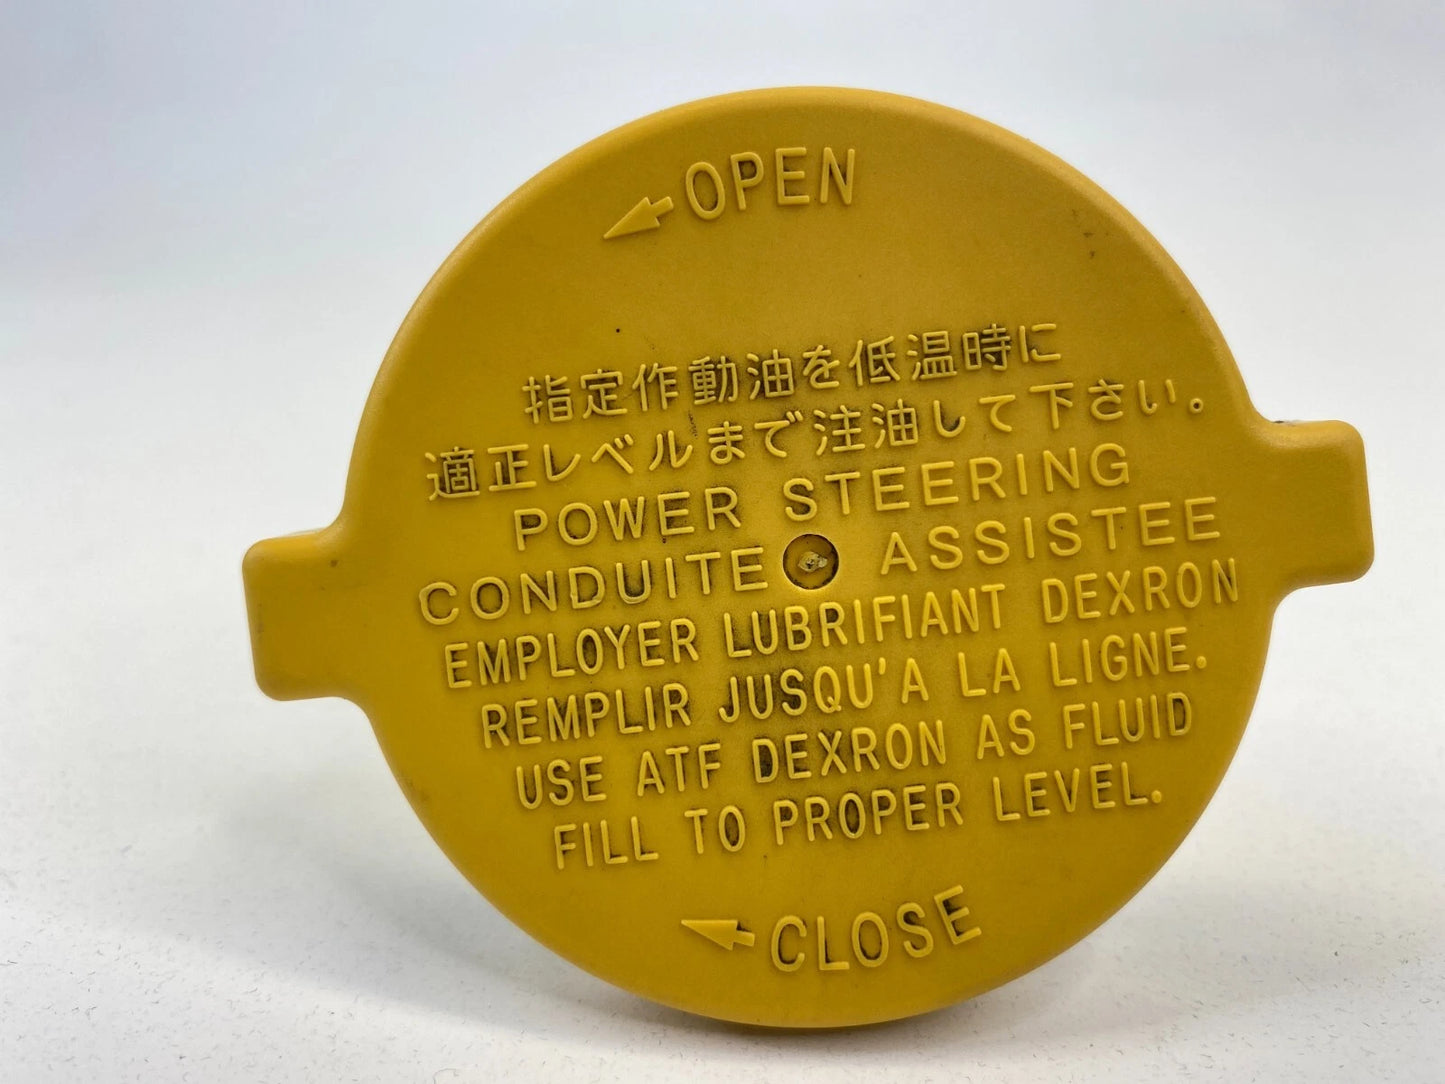 OPEN
指定作動油を低温時に
適正レベルまで注油して下さい。
POWER STEERING
CONDUITE ASSISTEE
EMPLOYER LUBRIFIANT DEXRON
REMPLIR JUSQU'A LA LIGNE.
USE ATF DEXRON AS FLUID
FILL TO PROPER LEVEL.
CLOSE